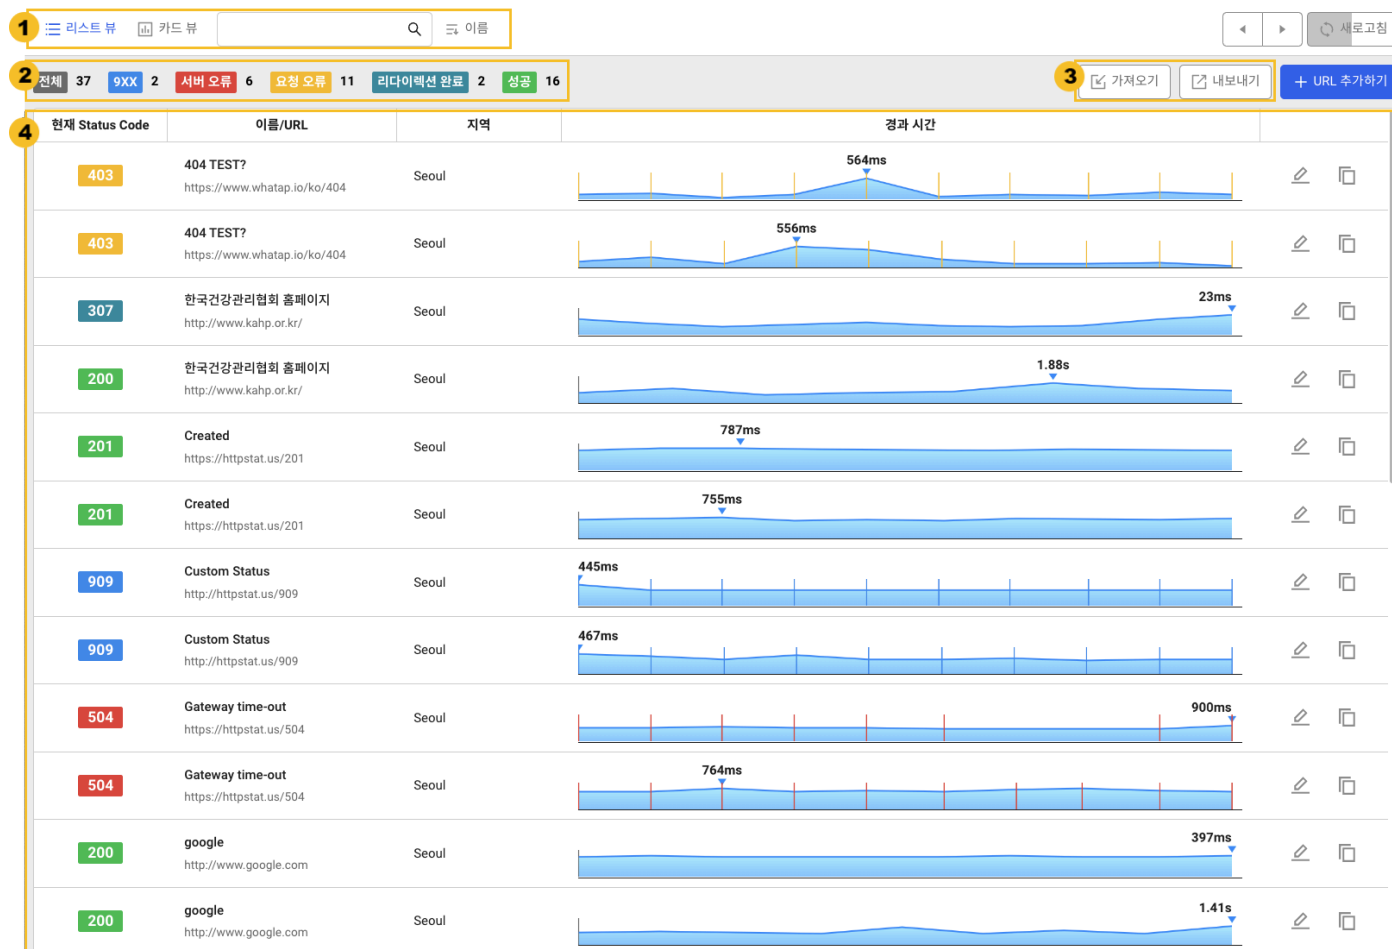 1 리스트 뷰 카드 뷰 이름 새로고침
2 전체 37 9XX 2 서버 오류 6 요청 오류 11 리다이렉션 완료 2 성공 16 3 가져오기 내보내기 + URL 추가하기
4 현재 Status Code 이름/URL 지역 경과 시간
403 404 TEST? Seoul 564ms
https://www.whatap.io/ko/404
403 404 TEST? Seoul 556ms
https://www.whatap.io/ko/404
307 한국건강관리협회 홈페이지 Seoul 23ms
http://www.kahp.or.kr/
200 한국건강관리협회 홈페이지 Seoul 1.88s
http://www.kahp.or.kr/
201 Created Seoul 787ms
https://httpstat.us/201
201 Created Seoul 755ms
https://httpstat.us/201
909 Custom Status Seoul 445ms
http://httpstat.us/909
909 Custom Status Seoul 467ms
http://httpstat.us/909
504 Gateway time-out Seoul 900ms
https://httpstat.us/504
504 Gateway time-out Seoul 764ms
https://httpstat.us/504
200 google Seoul 397ms
http://www.google.com
200 google Seoul 1.41s
http://www.google.com